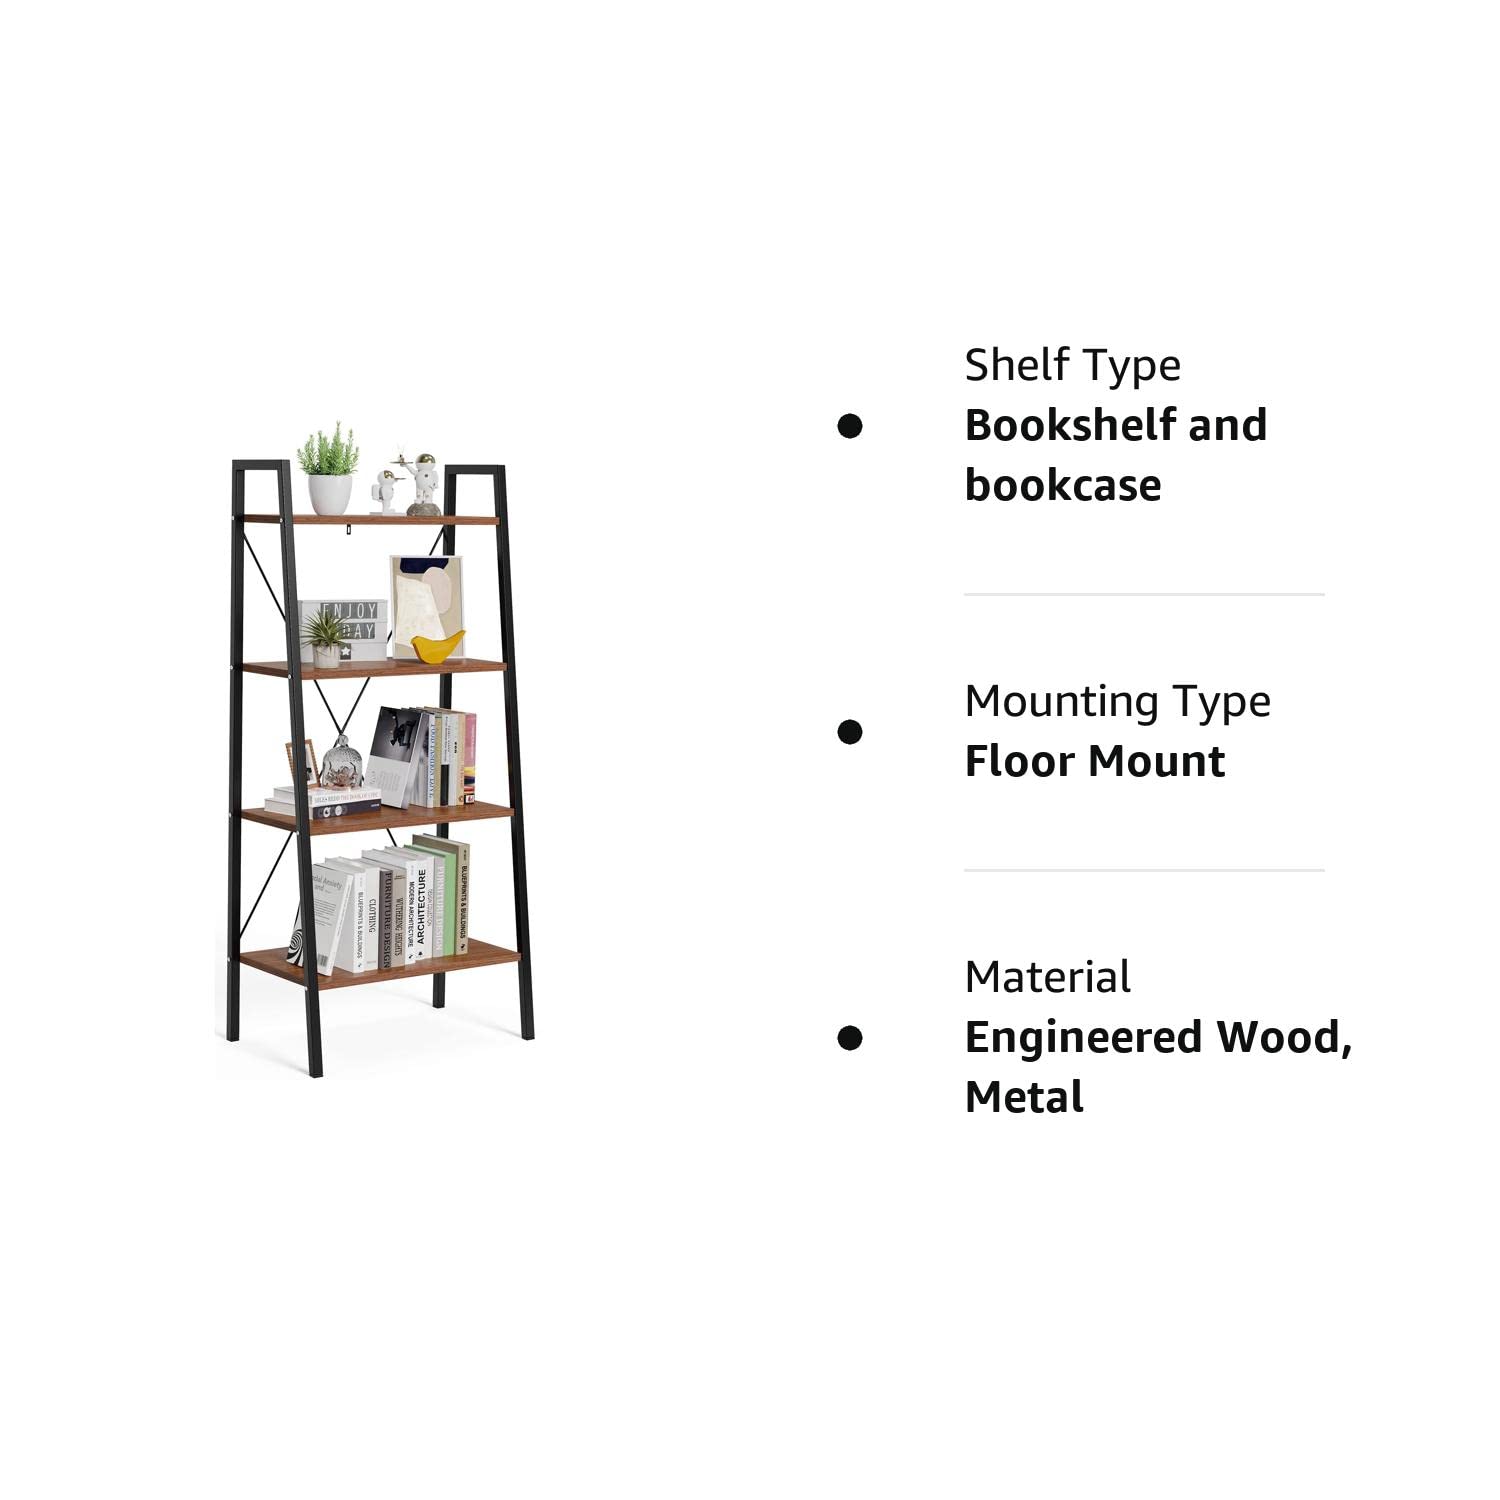 Shelf Type
Bookshelf and
bookcase
Mounting Type
Floor Mount
Material
Engineered Wood,
Metal
ENJOY
DAY
BLUEPRINTS & BUILDINGS
CLOTHING
FURNITURE DESIGN
WUTHERING HEIGHTS
MODERN ARCHITECTURE
ARCHITECTURE
FURNITURE DESIGN
BLUEPRINTS & BUILDINGS